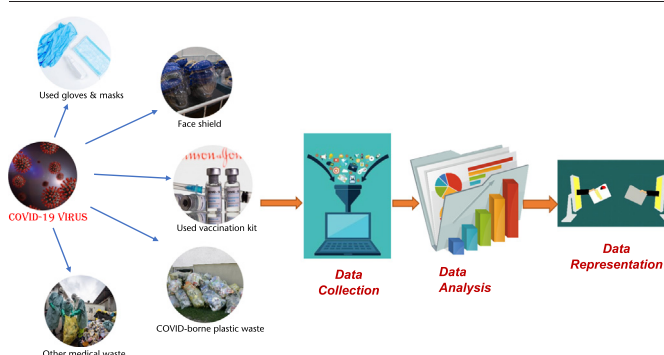 Used gloves & masks
Face shield
COVID-19 VIRUS
Used vaccination kit
COVID-borne plastic waste
Other medical waste
Data
Collection
Data
Analysis
Data
Representation